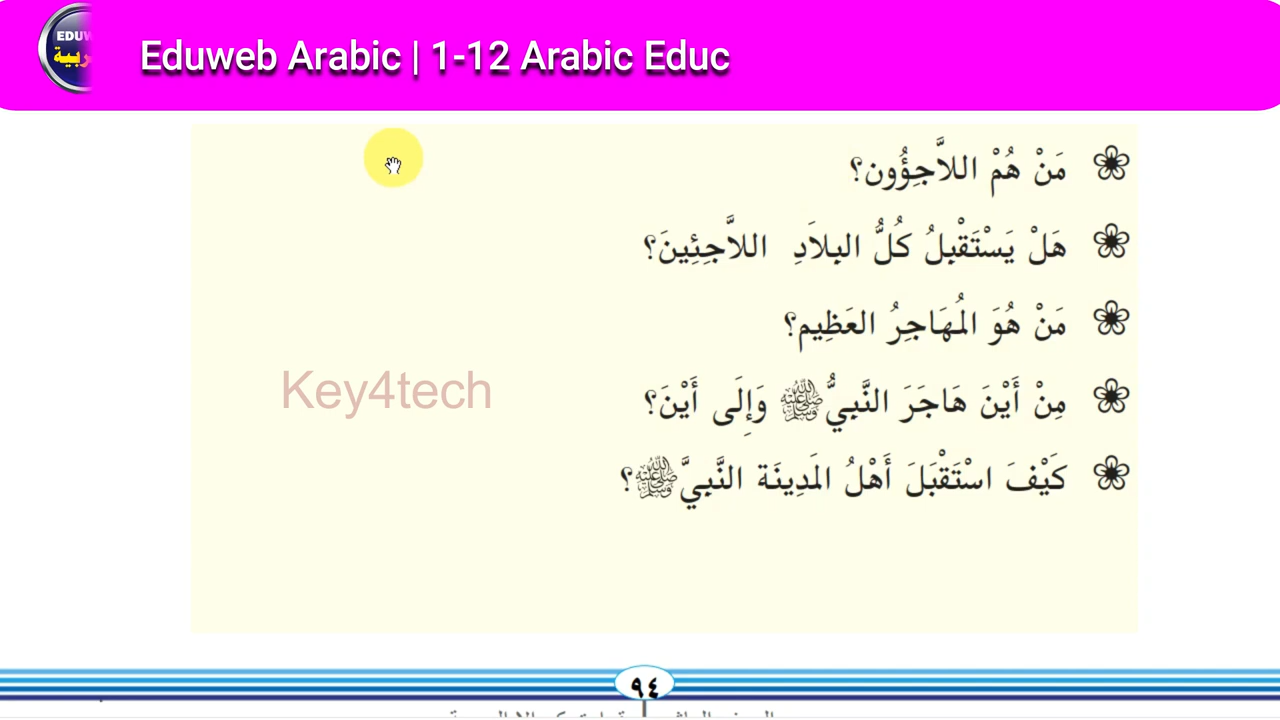 EDUW
Eduweb Arabic | 1-12 Arabic Educ
مَنْ هُمْ اللاَّجِؤُون؟
هَلْ يَسْتَقْبِلُ كُلُّ البِلاَدِ اللاَّجِئِينَ؟
مَنْ هُوَ المُهَاجِرُ العَظِيم؟
Key4tech
مِنْ أَيْنَ هَاجَرَ النَّبِيُّ ﷺ وَإِلَى أَيْنَ؟
كَيْفَ اسْتَقْبَلَ أَهْلُ المَدِينَة النَّبِيَّ ﷺ؟
٩٤